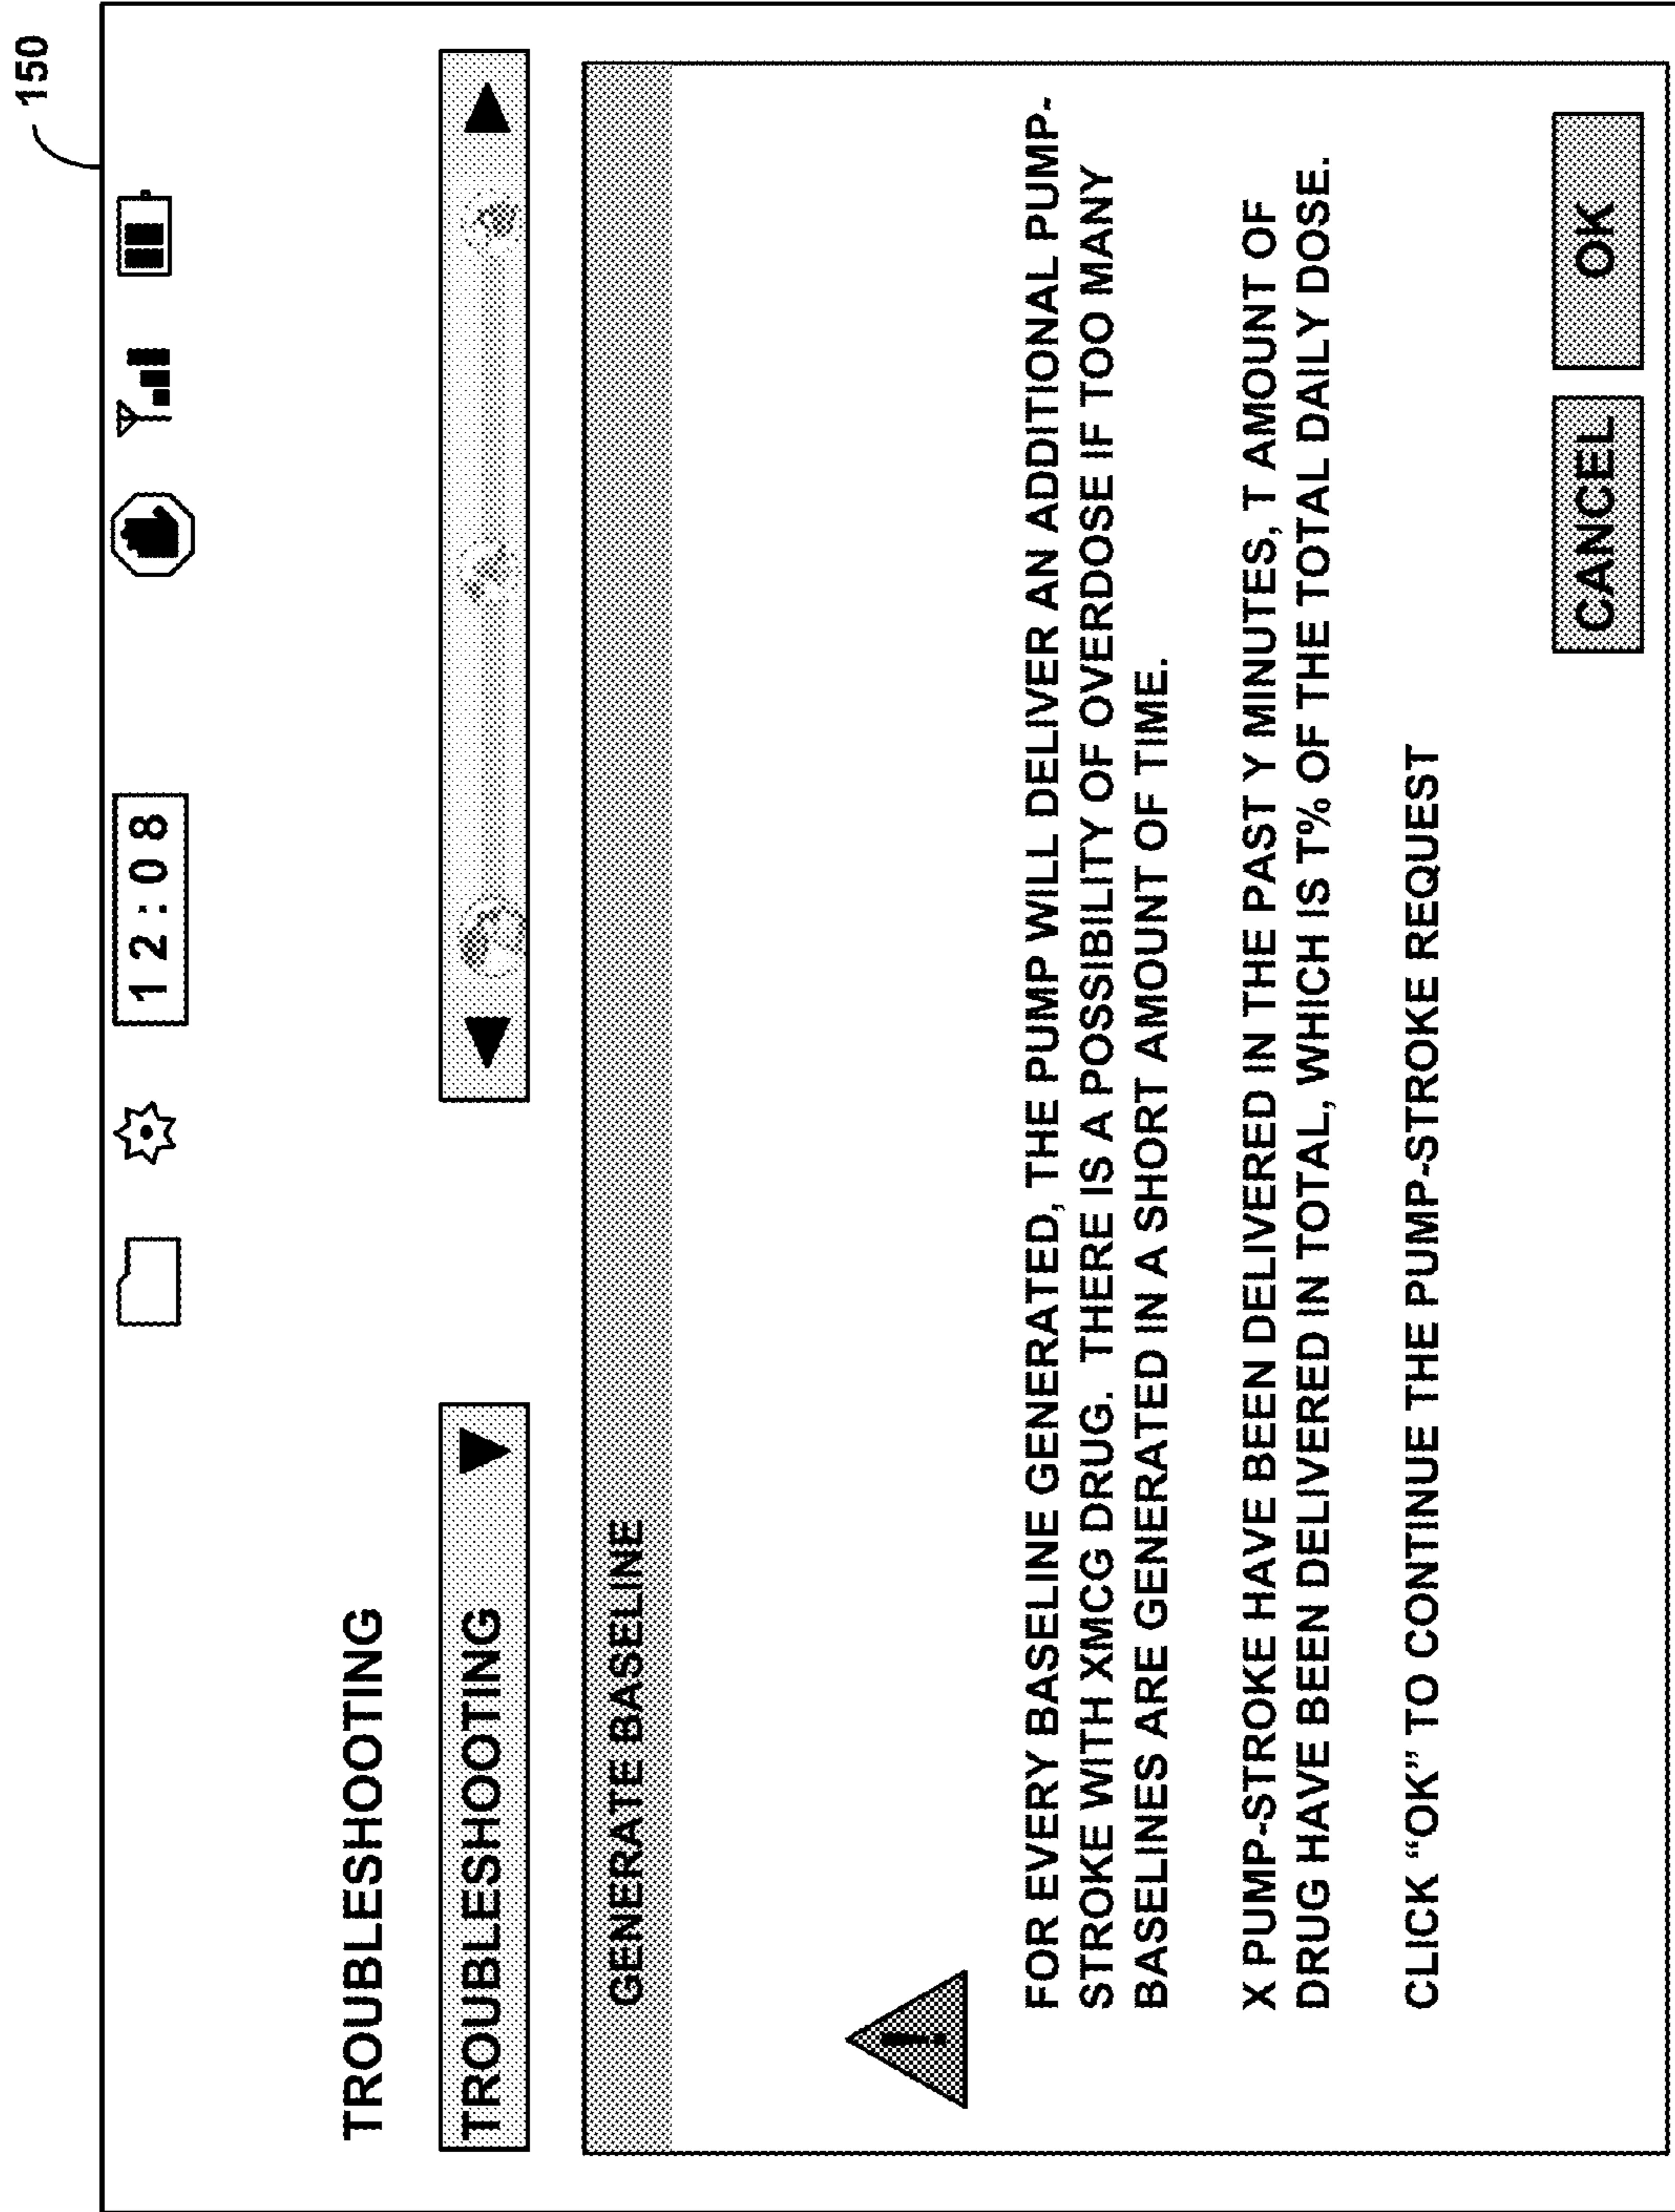 150
12:08
TROUBLESHOOTING
TROUBLESHOOTING
GENERATE BASELINE
!
FOR EVERY BASELINE GENERATED, THE PUMP WILL DELIVER AN ADDITIONAL PUMP-
STROKE WITH XMCG DRUG. THERE IS A POSSIBILITY OF OVERDOSE IF TOO MANY
BASELINES ARE GENERATED IN A SHORT AMOUNT OF TIME.
X PUMP-STROKE HAVE BEEN DELIVERED IN THE PAST Y MINUTES, T AMOUNT OF
DRUG HAVE BEEN DELIVERED IN TOTAL, WHICH IS T% OF THE TOTAL DAILY DOSE.
CLICK “OK” TO CONTINUE THE PUMP-STROKE REQUEST
CANCEL OK